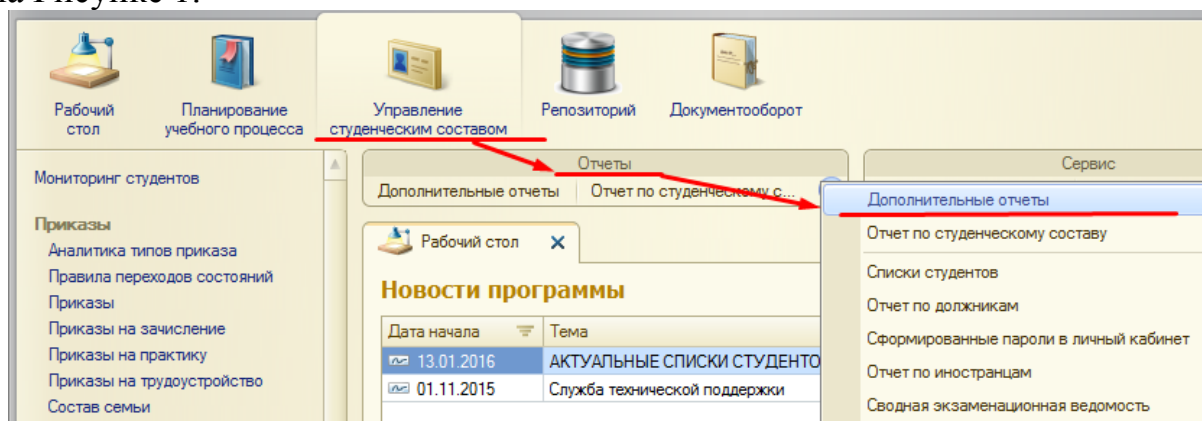 на Рисунке 1.
Рабочий стол
Планирование учебного процесса
Управление студенческим составом
Репозиторий
Документооборот
Мониторинг студентов
Приказы
Аналитика типов приказа
Правила переходов состояний
Приказы
Приказы на зачисление
Приказы на практику
Приказы на трудоустройство
Состав семьи
Отчеты
Дополнительные отчеты
Отчет по студенческому с...
Сервис
Рабочий стол
Новости программы
Дата начала Тема
13.01.2016 АКТУАЛЬНЫЕ СПИСКИ СТУДЕНТО
01.11.2015 Служба технической поддержки
Дополнительные отчеты
Отчет по студенческому составу
Списки студентов
Отчет по должникам
Сформированные пароли в личный кабинет
Отчет по иностранцам
Сводная экзаменационная ведомость